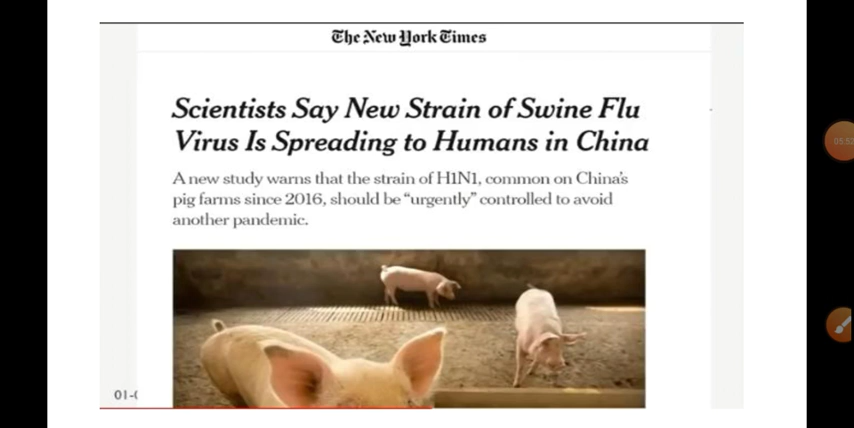 The New York Times
Scientists Say New Strain of Swine Flu
Virus Is Spreading to Humans in China
A new study warns that the strain of H1N1, common on China's
pig farms since 2016, should be “urgently” controlled to avoid
another pandemic.